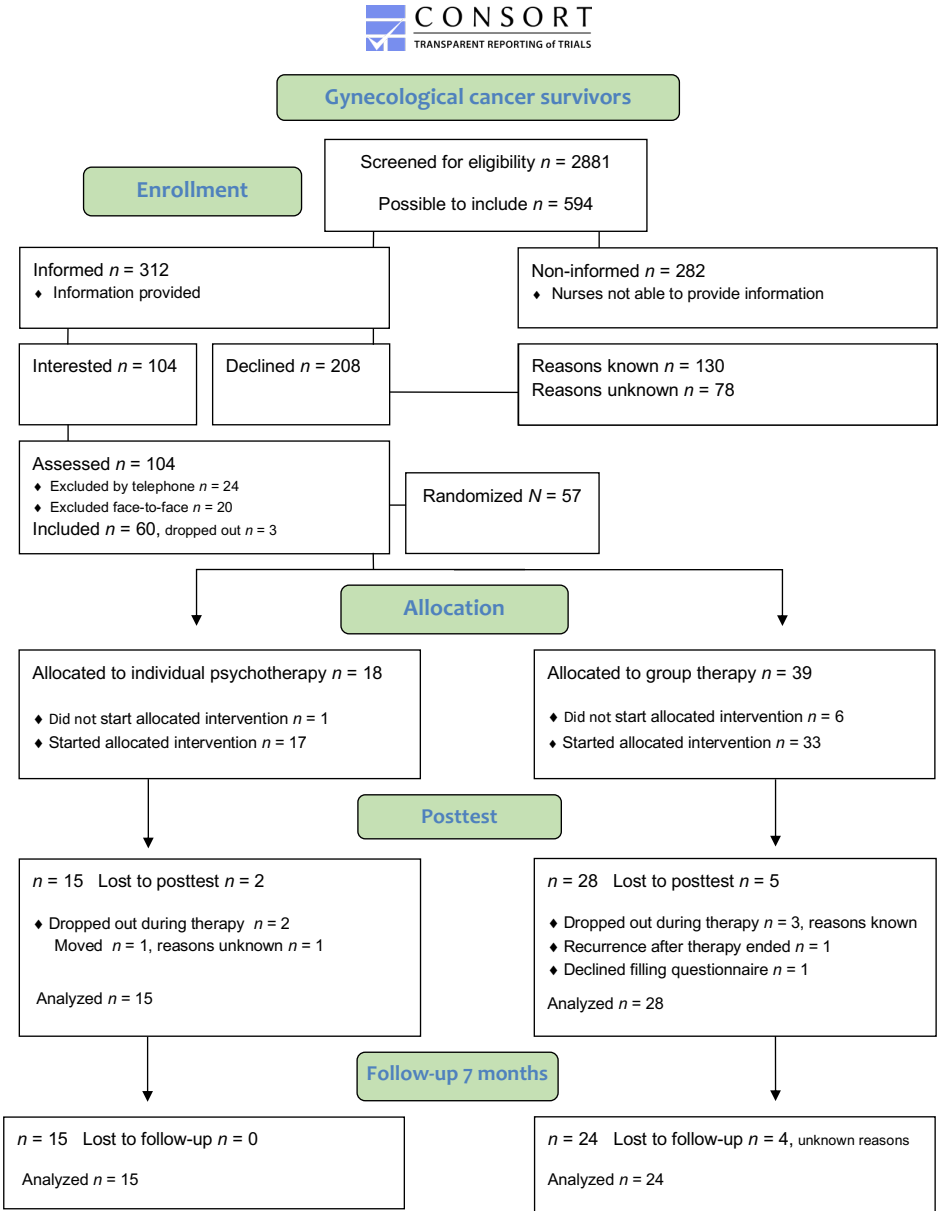 CONSORT
TRANSPARENT REPORTING of TRIALS
Gynecological cancer survivors
Screened for eligibility n = 2881
Possible to include n = 594
Enrollment
Informed n = 312
♦ Information provided
Non-informed n = 282
♦ Nurses not able to provide information
Interested n = 104
Declined n = 208
Reasons known n = 130
Reasons unknown n = 78
Assessed n = 104
♦ Excluded by telephone n = 24
♦ Excluded face-to-face n = 20
Included n = 60, dropped out n = 3
Randomized N = 57
Allocation
Allocated to individual psychotherapy n = 18
♦ Did not start allocated intervention n = 1
♦ Started allocated intervention n = 17
Allocated to group therapy n = 39
♦ Did not start allocated intervention n = 6
♦ Started allocated intervention n = 33
Posttest
n = 15 Lost to posttest n = 2
♦ Dropped out during therapy n = 2
Moved n = 1, reasons unknown n = 1
Analyzed n = 15
n = 28 Lost to posttest n = 5
♦ Dropped out during therapy n = 3, reasons known
♦ Recurrence after therapy ended n = 1
♦ Declined filling questionnaire n = 1
Analyzed n = 28
Follow-up 7 months
n = 15 Lost to follow-up n = 0
Analyzed n = 15
n = 24 Lost to follow-up n = 4, unknown reasons
Analyzed n = 24